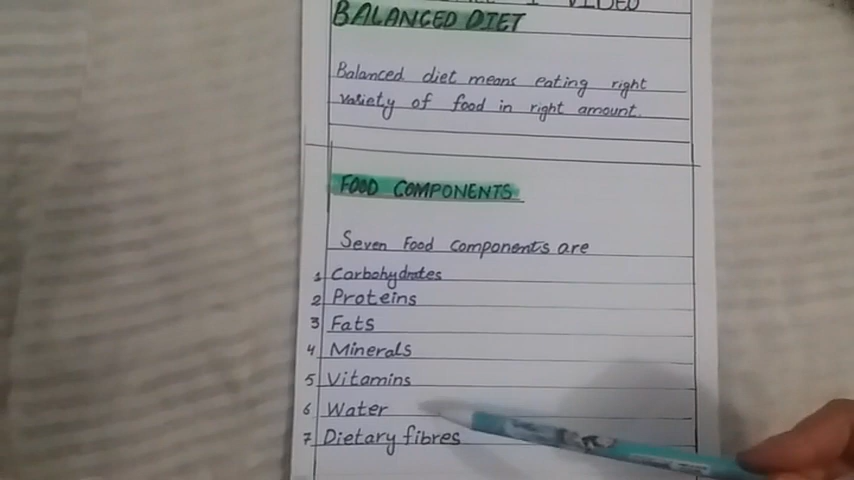 VIDEO
BALANCED DIET
Balanced diet means eating right
variety of food in right amount.
FOOD COMPONENTS
Seven Food components are
1 Carbohydrates
2 Proteins
3 Fats
4 Minerals
5 Vitamins
6 Water
7 Dietary fibres